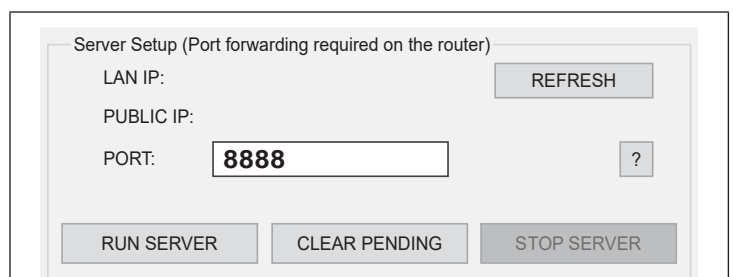 Server Setup (Port forwarding required on the router)
LAN IP:
REFRESH
PUBLIC IP:
PORT:
8888
?
RUN SERVER
CLEAR PENDING
STOP SERVER